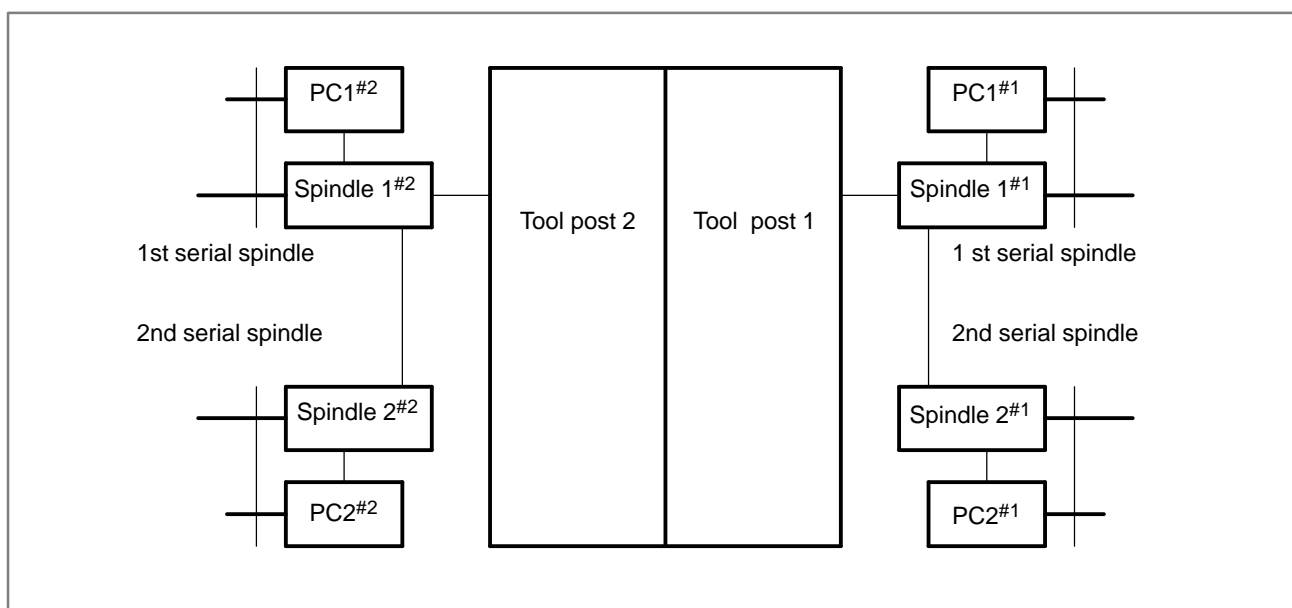 PC1#2
PC1#1
Spindle 1#2
Spindle 1#1
Tool post 2
Tool post 1
1st serial spindle
1 st serial spindle
2nd serial spindle
2nd serial spindle
Spindle 2#2
Spindle 2#1
PC2#2
PC2#1